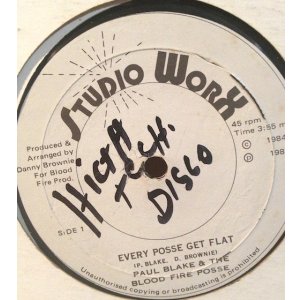 STUDIO WORX
Produced &
Arranged by
Danny Brownie
For Blood
Fire Prod.
45 rpm
Time 3:55 m
℗ 1984
© 198
SIDE 1
HIGH
TECH.
DISCO
EVERY POSSE GET FLAT
(P. BLAKE, D. BROWNIE)
PAUL BLAKE & THE
BLOOD FIRE POSSE
Unauthorised copying or broadcasting is prohibited